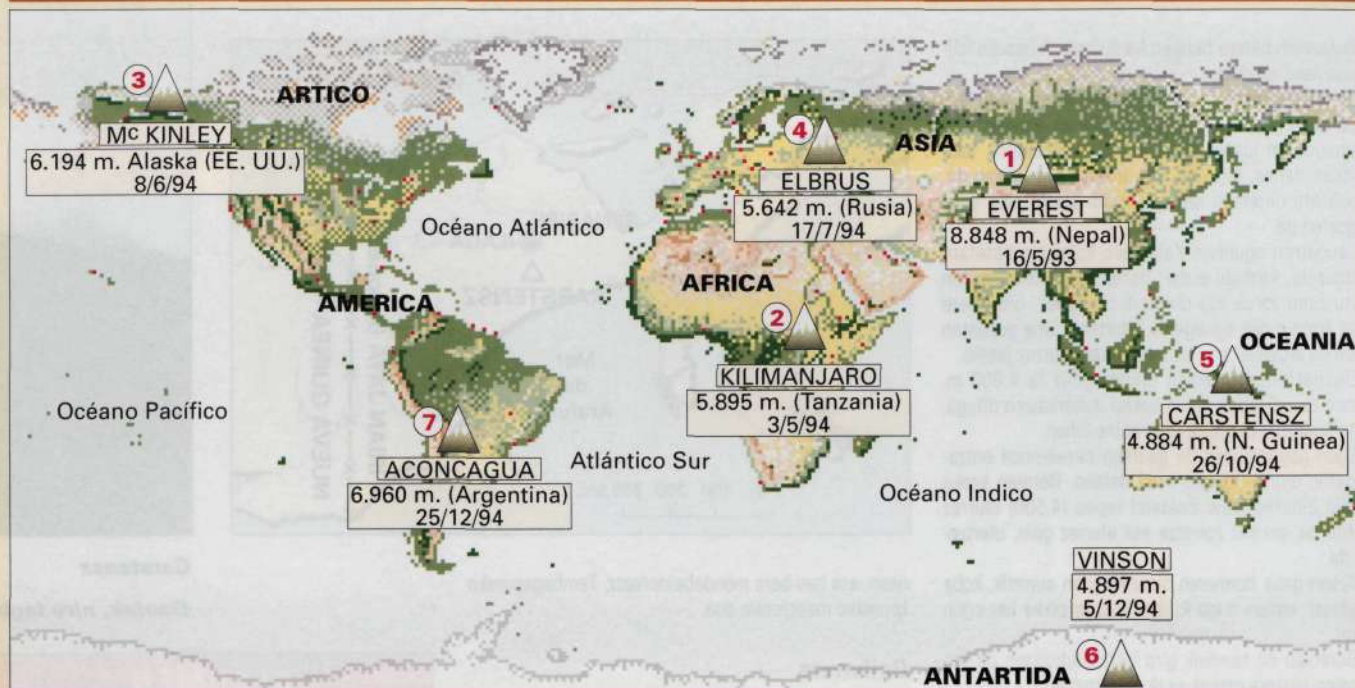 3
ARTICO
Mc KINLEY
6.194 m. Alaska (EE. UU.)
8/6/94
4
ASIA
ELBRUS
5.642 m. (Rusia)
17/7/94
1
EVEREST
8.848 m. (Nepal)
16/5/93
Océano Atlántico
AMERICA
AFRICA
2
KILIMANJARO
5.895 m. (Tanzania)
3/5/94
OCEANIA
5
CARSTENSZ
4.884 m. (N. Guinea)
26/10/94
Océano Pacífico
7
ACONCAGUA
6.960 m. (Argentina)
25/12/94
Atlántico Sur
Océano Indico
VINSON
4.897 m.
5/12/94
6
ANTARTIDA